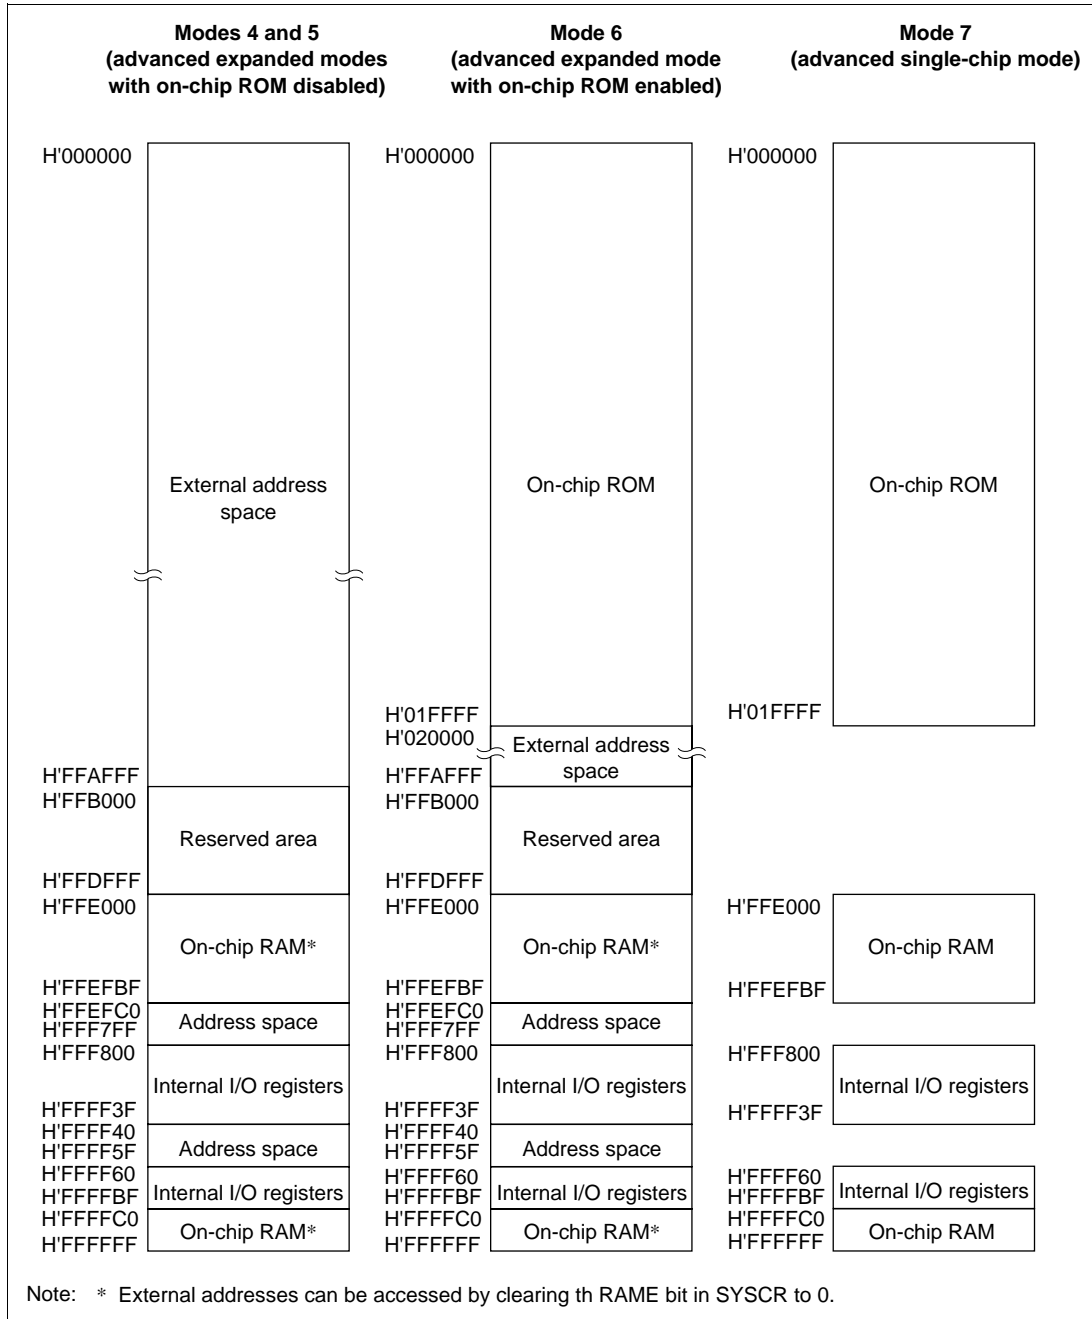 Modes 4 and 5
(advanced expanded modes
with on-chip ROM disabled)
H'000000
External address
space
H'FFAFFF
H'FFB000
Reserved area
H'FFDFFF
H'FFE000
On-chip RAM*
H'FFEFBF
H'FFEFC0
Address space
H'FFF7FF
H'FFF800
Internal I/O registers
H'FFFF3F
H'FFFF40
Address space
H'FFFF5F
H'FFFF60
Internal I/O registers
H'FFFFBF
H'FFFFC0
On-chip RAM*
H'FFFFFF
Mode 6
(advanced expanded mode
with on-chip ROM enabled)
H'000000
On-chip ROM
H'01FFFF
H'020000
External address
space
H'FFAFFF
H'FFB000
Reserved area
H'FFDFFF
H'FFE000
On-chip RAM*
H'FFEFBF
H'FFEFC0
Address space
H'FFF7FF
H'FFF800
Internal I/O registers
H'FFFF3F
H'FFFF40
Address space
H'FFFF5F
H'FFFF60
Internal I/O registers
H'FFFFBF
H'FFFFC0
On-chip RAM*
H'FFFFFF
Mode 7
(advanced single-chip mode)
H'000000
On-chip ROM
H'01FFFF
H'FFE000
On-chip RAM
H'FFEFBF
H'FFF800
Internal I/O registers
H'FFFF3F
H'FFFF60
Internal I/O registers
H'FFFFBF
H'FFFFC0
On-chip RAM
H'FFFFFF
Note: * External addresses can be accessed by clearing th RAME bit in SYSCR to 0.